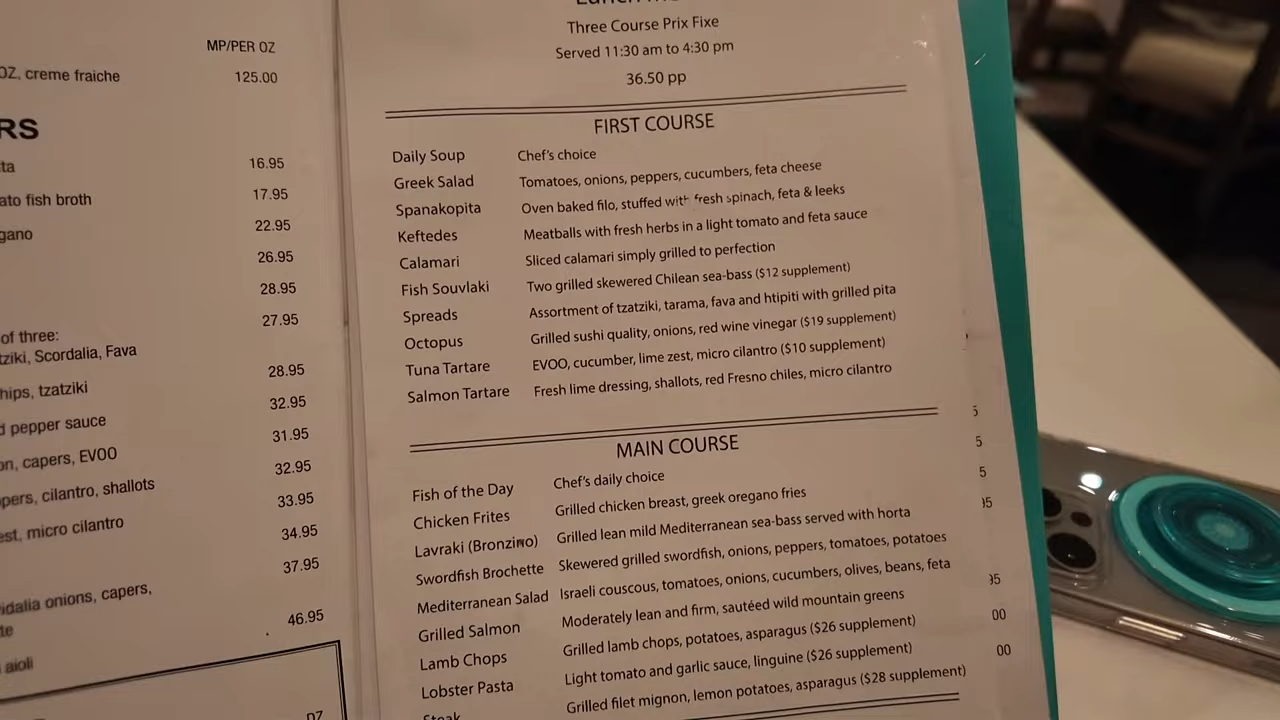 MP/PER OZ
OZ, creme fraiche 125.00
RS
16.95
ato fish broth 17.95
gano 22.95
26.95
28.95
27.95
of three:
tziki, Scordalia, Fava 28.95
hips, tzatziki 32.95
d pepper sauce 31.95
on, capers, EVOO 32.95
pers, cilantro, shallots 33.95
est, micro cilantro 34.95
37.95
idalia onions, capers,
te 46.95
aioli
OZ
Three Course Prix Fixe
Served 11:30 am to 4:30 pm
36.50 pp
FIRST COURSE
Daily Soup Chef's choice
Greek Salad Tomatoes, onions, peppers, cucumbers, feta cheese
Spanakopita Oven baked filo, stuffed with fresh spinach, feta & leeks
Keftedes Meatballs with fresh herbs in a light tomato and feta sauce
Calamari Sliced calamari simply grilled to perfection
Fish Souvlaki Two grilled skewered Chilean sea-bass ($12 supplement)
Spreads Assortment of tzatziki, tarama, fava and htipiti with grilled pita
Octopus Grilled sushi quality, onions, red wine vinegar ($19 supplement)
Tuna Tartare EVOO, cucumber, lime zest, micro cilantro ($10 supplement)
Salmon Tartare Fresh lime dressing, shallots, red Fresno chiles, micro cilantro
MAIN COURSE
Fish of the Day Chef's daily choice
Chicken Frites Grilled chicken breast, greek oregano fries
Lavraki (Bronzino) Grilled lean mild Mediterranean sea-bass served with horta
Swordfish Brochette Skewered grilled swordfish, onions, peppers, tomatoes, potatoes
Mediterranean Salad Israeli couscous, tomatoes, onions, cucumbers, olives, beans, feta
Grilled Salmon Moderately lean and firm, sautéed wild mountain greens
Lamb Chops Grilled lamb chops, potatoes, asparagus ($26 supplement)
Lobster Pasta Light tomato and garlic sauce, linguine ($26 supplement)
Steak Grilled filet mignon, lemon potatoes, asparagus ($28 supplement)
5
5
5
95
95
00
00